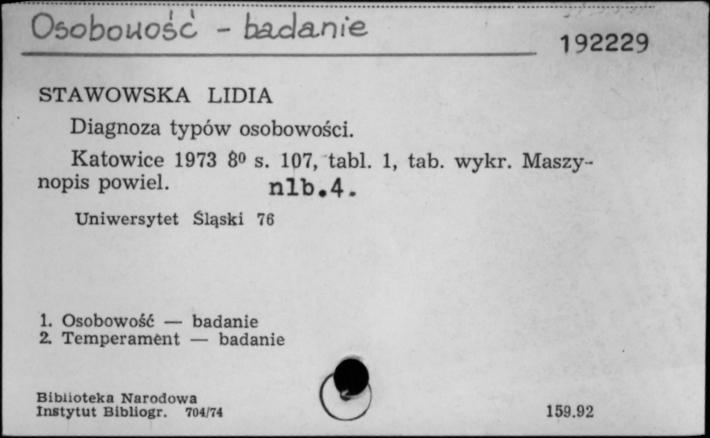 Osobowość - badanie
192229
STAWOWSKA LIDIA
Diagnoza typów osobowości.
Katowice 1973 8⁰ s. 107, tabl. 1, tab. wykr. Maszy-
nopis powiel. nlb.4.
Uniwersytet Śląski 76
1. Osobowość — badanie
2. Temperament — badanie
Biblioteka Narodowa
Instytut Bibliogr. 704/74
159.92